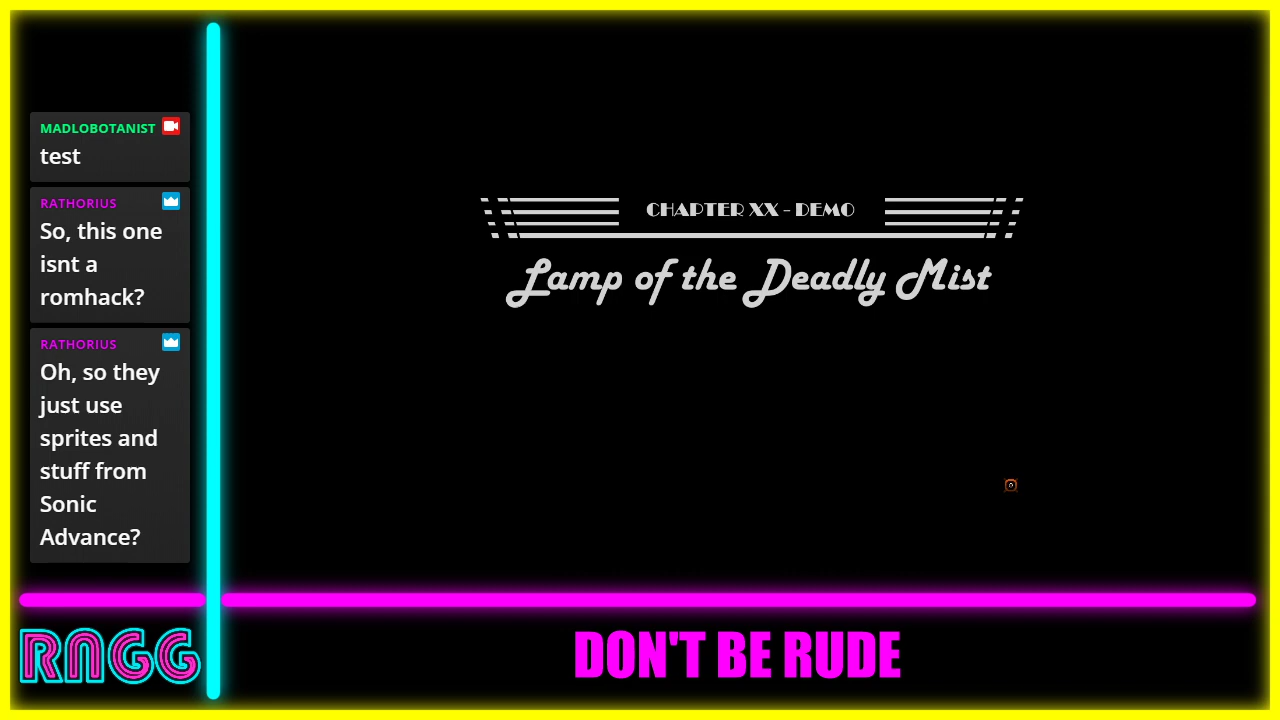 MADLOBOTANIST
test
RATHORIUS
So, this one
isnt a
romhack?
RATHORIUS
Oh, so they
just use
sprites and
stuff from
Sonic
Advance?
CHAPTER XX - DEMO
Lamp of the Deadly Mist
RNGG
DON'T BE RUDE